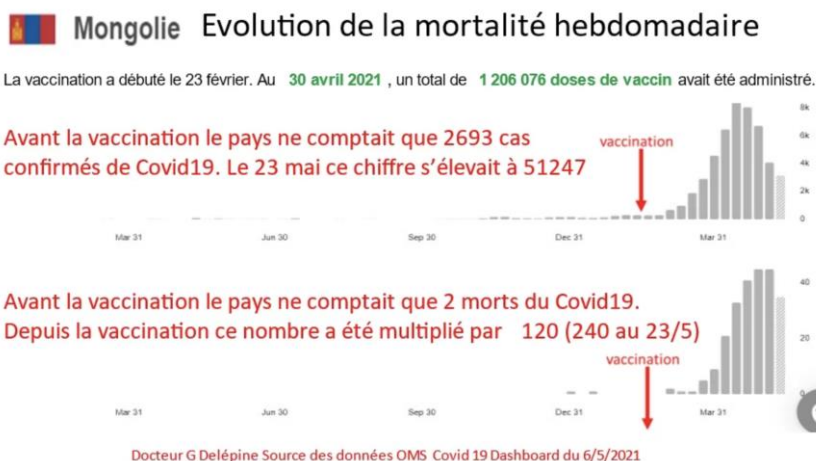 Mongolie Evolution de la mortalité hebdomadaire
La vaccination a débuté le 23 février. Au 30 avril 2021 , un total de 1 206 076 doses de vaccin avait été administré.
8k
Avant la vaccination le pays ne comptait que 2693 cas
vaccination
6k
confirmés de Covid19. Le 23 mai ce chiffre s'élevait à 51247
4k
2k
0
Mar 31 Jun 30 Sep 30 Dec 31 Mar 31
40
Avant la vaccination le pays ne comptait que 2 morts du Covid19.
Depuis la vaccination ce nombre a été multiplié par 120 (240 au 23/5)
20
vaccination
0
Mar 31 Jun 30 Sep 30 Dec 31 Mar 31
Docteur G Delépine Source des données OMS Covid 19 Dashboard du 6/5/2021